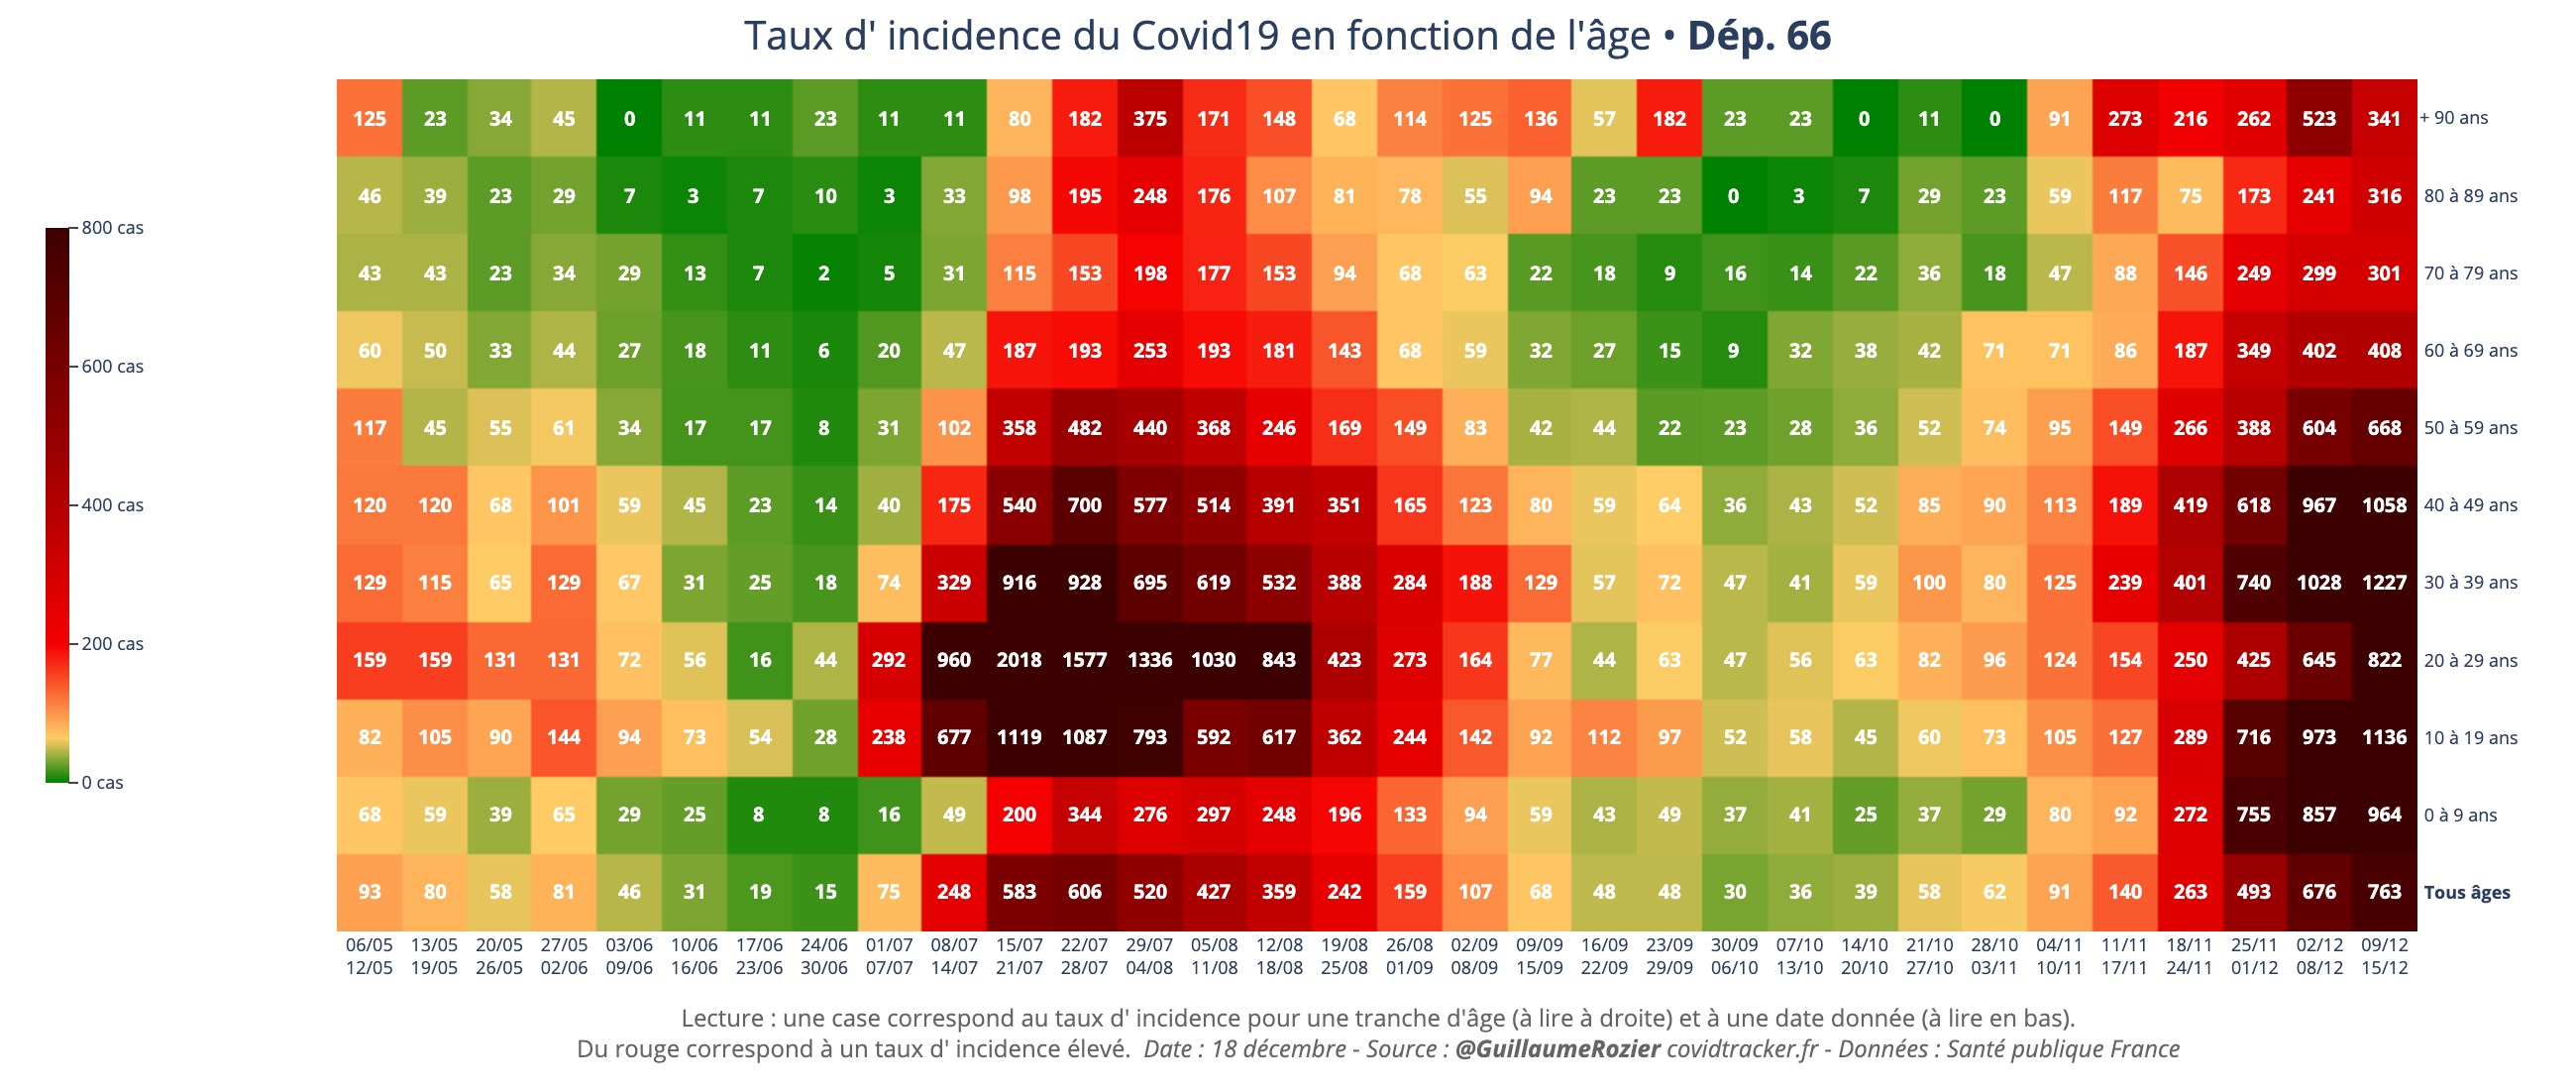 Taux d' incidence du Covid19 en fonction de l'âge • Dép. 66
125 23 34 45 0 11 11 23 11 11 80 182 375 171 148 68 114 125 136 57 182 23 23 0 11 0 91 273 216 262 523 341 + 90 ans
46 39 23 29 7 3 7 10 3 33 98 195 248 176 107 81 78 55 94 23 23 0 3 7 29 23 59 117 75 173 241 316 80 à 89 ans
800 cas
43 43 23 34 29 13 7 2 5 31 115 153 198 177 153 94 68 63 22 18 9 16 14 22 36 18 47 88 146 249 299 301 70 à 79 ans
60 50 33 44 27 18 11 6 20 47 187 193 253 193 181 143 68 59 32 27 15 9 32 38 42 71 71 86 187 349 402 408 60 à 69 ans
600 cas
117 45 55 61 34 17 17 8 31 102 358 482 440 368 246 169 149 83 42 44 22 23 28 36 52 74 95 149 266 388 604 668 50 à 59 ans
400 cas
120 120 68 101 59 45 23 14 40 175 540 700 577 514 391 351 165 123 80 59 64 36 43 52 85 90 113 189 419 618 967 1058 40 à 49 ans
129 115 65 129 67 31 25 18 74 329 916 928 695 619 532 388 284 188 129 57 72 47 41 59 100 80 125 239 401 740 1028 1227 30 à 39 ans
200 cas
159 159 131 131 72 56 16 44 292 960 2018 1577 1336 1030 843 423 273 164 77 44 63 47 56 63 82 96 124 154 250 425 645 822 20 à 29 ans
82 105 90 144 94 73 54 28 238 677 1119 1087 793 592 617 362 244 142 92 112 97 52 58 45 60 73 105 127 289 716 973 1136 10 à 19 ans
0 cas
68 59 39 65 29 25 8 8 16 49 200 344 276 297 248 196 133 94 59 43 49 37 41 25 37 29 80 92 272 755 857 964 0 à 9 ans
93 80 58 81 46 31 19 15 75 248 583 606 520 427 359 242 159 107 68 48 48 30 36 39 58 62 91 140 263 493 676 763 Tous âges
06/05 13/05 20/05 27/05 03/06 10/06 17/06 24/06 01/07 08/07 15/07 22/07 29/07 05/08 12/08 19/08 26/08 02/09 09/09 16/09 23/09 30/09 07/10 14/10 21/10 28/10 04/11 11/11 18/11 25/11 02/12 09/12
12/05 19/05 26/05 02/06 09/06 16/06 23/06 30/06 07/07 14/07 21/07 28/07 04/08 11/08 18/08 25/08 01/09 08/09 15/09 22/09 29/09 06/10 13/10 20/10 27/10 03/11 10/11 17/11 24/11 01/12 08/12 15/12
Lecture : une case correspond au taux d' incidence pour une tranche d'âge (à lire à droite) et à une date donnée (à lire en bas).
Du rouge correspond à un taux d' incidence élevé. Date : 18 décembre - Source : @GuillaumeRozier covidtracker.fr - Données : Santé publique France